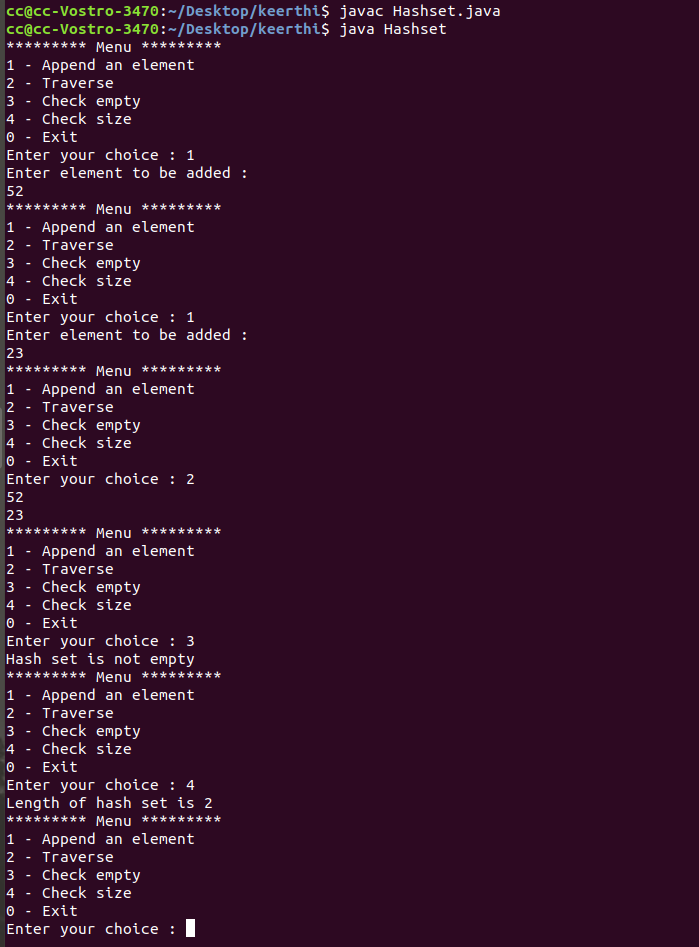 cc@cc-Vostro-3470:~/Desktop/keerthi$ javac Hashset.java
cc@cc-Vostro-3470:~/Desktop/keerthi$ java Hashset
********* Menu *********
1 - Append an element
2 - Traverse
3 - Check empty
4 - Check size
0 - Exit
Enter your choice : 1
Enter element to be added :
52
********* Menu *********
1 - Append an element
2 - Traverse
3 - Check empty
4 - Check size
0 - Exit
Enter your choice : 1
Enter element to be added :
23
********* Menu *********
1 - Append an element
2 - Traverse
3 - Check empty
4 - Check size
0 - Exit
Enter your choice : 2
52
23
********* Menu *********
1 - Append an element
2 - Traverse
3 - Check empty
4 - Check size
0 - Exit
Enter your choice : 3
Hash set is not empty
********* Menu *********
1 - Append an element
2 - Traverse
3 - Check empty
4 - Check size
0 - Exit
Enter your choice : 4
Length of hash set is 2
********* Menu *********
1 - Append an element
2 - Traverse
3 - Check empty
4 - Check size
0 - Exit
Enter your choice :